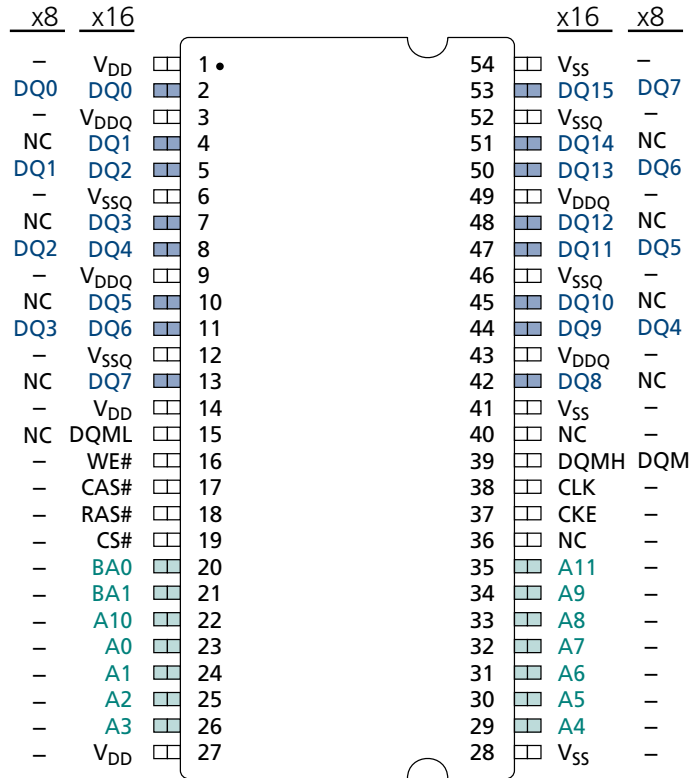 x8 x16 x16 x8
– VDD 1 54 VSS –
DQ0 DQ0 2 53 DQ15 DQ7
– VDDQ 3 52 VSSQ –
NC DQ1 4 51 DQ14 NC
DQ1 DQ2 5 50 DQ13 DQ6
– VSSQ 6 49 VDDQ –
NC DQ3 7 48 DQ12 NC
DQ2 DQ4 8 47 DQ11 DQ5
– VDDQ 9 46 VSSQ –
NC DQ5 10 45 DQ10 NC
DQ3 DQ6 11 44 DQ9 DQ4
– VSSQ 12 43 VDDQ –
NC DQ7 13 42 DQ8 NC
– VDD 14 41 VSS –
NC DQML 15 40 NC –
– WE# 16 39 DQMH DQM
– CAS# 17 38 CLK –
– RAS# 18 37 CKE –
– CS# 19 36 NC –
– BA0 20 35 A11 –
– BA1 21 34 A9 –
– A10 22 33 A8 –
– A0 23 32 A7 –
– A1 24 31 A6 –
– A2 25 30 A5 –
– A3 26 29 A4 –
– VDD 27 28 VSS –